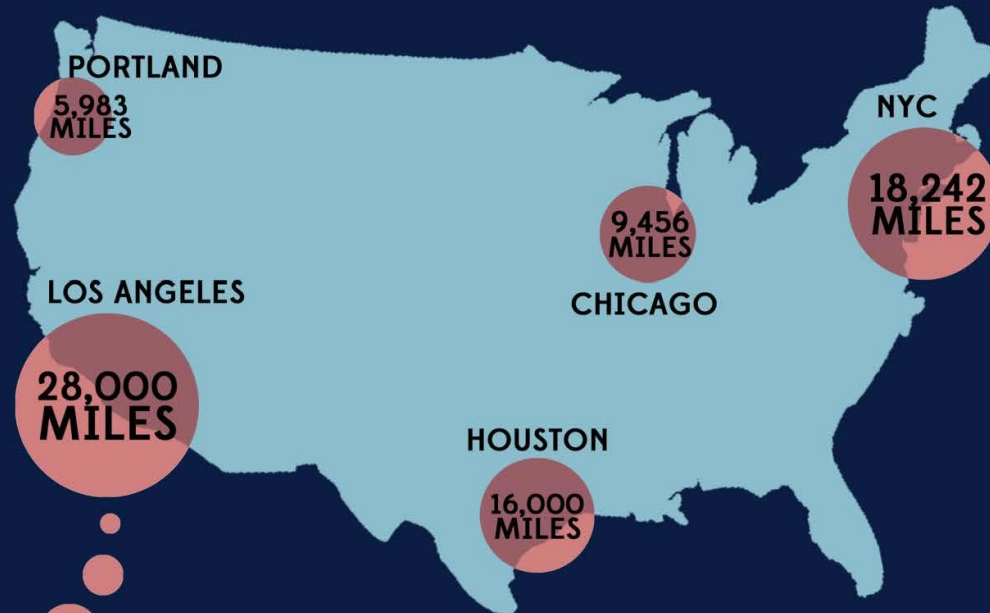 PORTLAND
5,983
MILES
NYC
18,242
MILES
9,456
MILES
CHICAGO
LOS ANGELES
28,000
MILES
HOUSTON
16,000
MILES